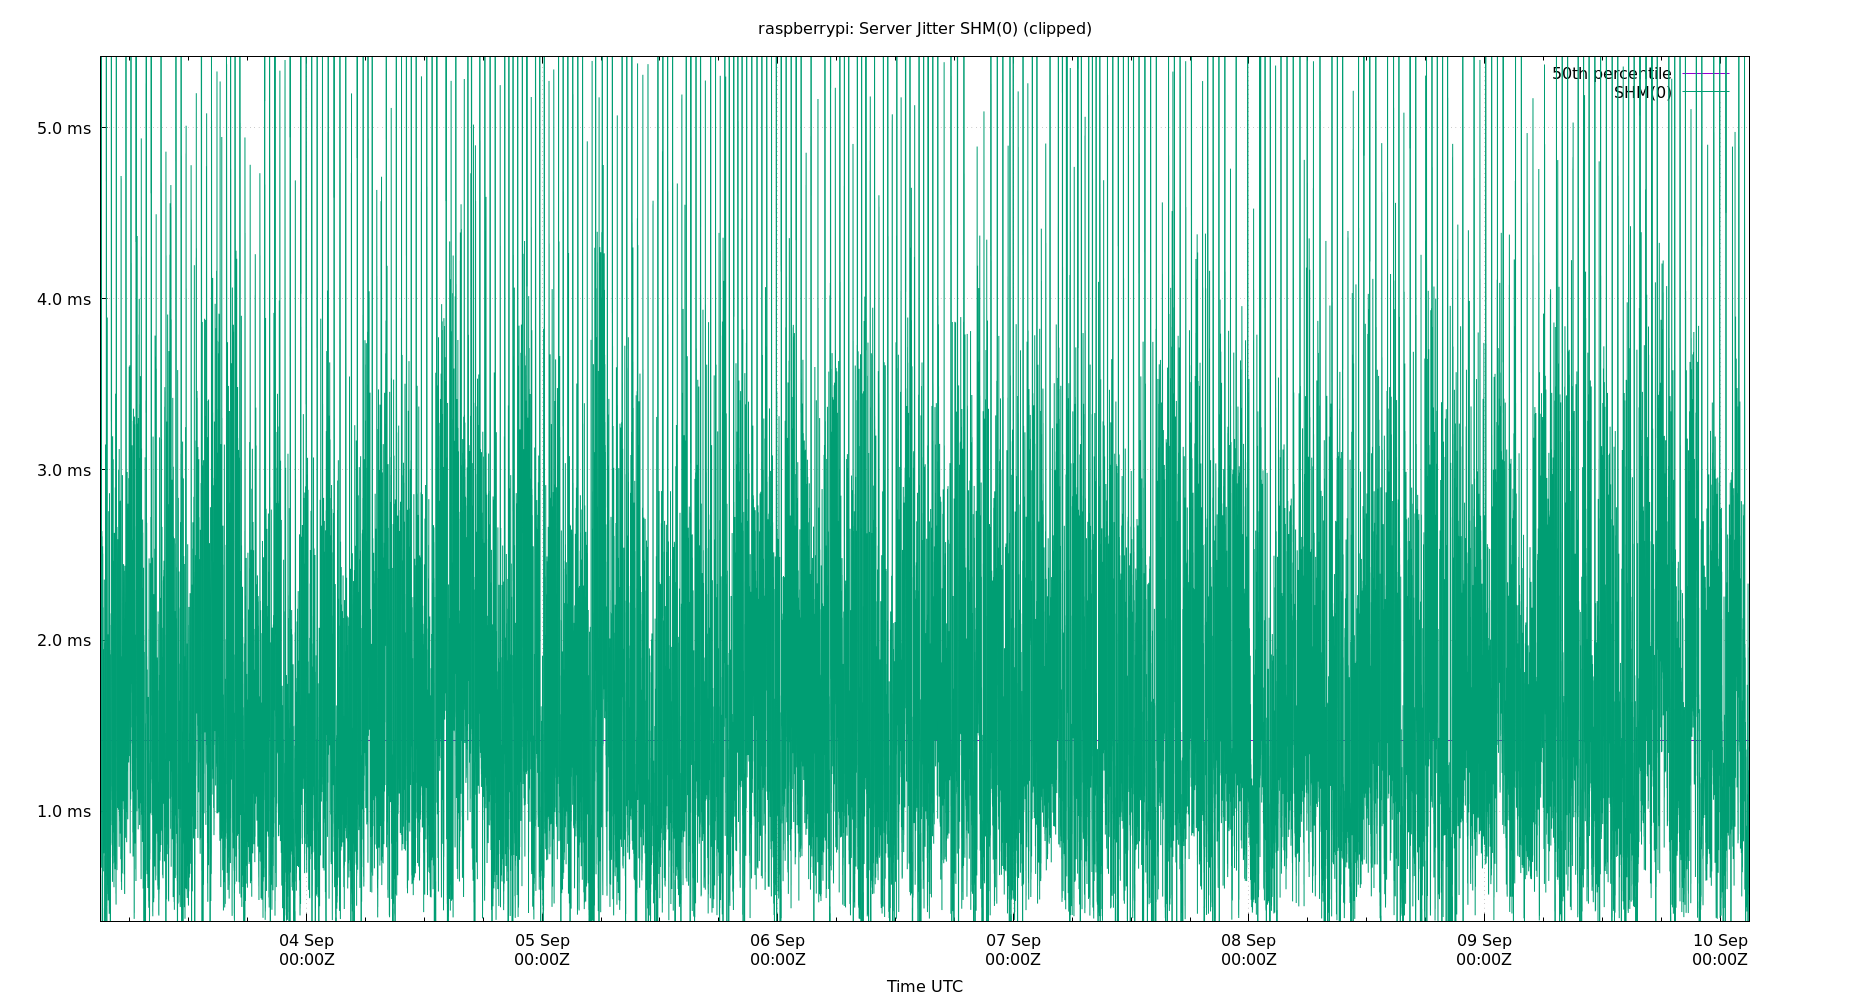 raspberrypi: Server Jitter SHM(0) (clipped)
50th percentile
SHM(0)
5.0 ms
4.0 ms
3.0 ms
2.0 ms
1.0 ms
04 Sep 05 Sep 06 Sep 07 Sep 08 Sep 09 Sep 10 Sep
00:00Z 00:00Z 00:00Z 00:00Z 00:00Z 00:00Z 00:00Z
Time UTC